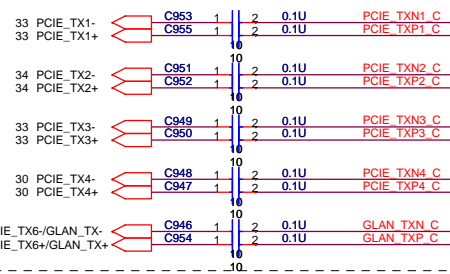 33 PCIE_TX1- C953 1 2 0.1U PCIE_TXN1_C
33 PCIE_TX1+ C955 1 2 0.1U PCIE_TXP1_C
10
10
34 PCIE_TX2- C951 1 2 0.1U PCIE_TXN2_C
34 PCIE_TX2+ C952 1 2 0.1U PCIE_TXP2_C
10
10
33 PCIE_TX3- C949 1 2 0.1U PCIE_TXN3_C
33 PCIE_TX3+ C950 1 2 0.1U PCIE_TXP3_C
10
10
30 PCIE_TX4- C948 1 2 0.1U PCIE_TXN4_C
30 PCIE_TX4+ C947 1 2 0.1U PCIE_TXP4_C
10
10
IE_TX6-/GLAN_TX- C946 1 2 0.1U GLAN_TXN_C
IE_TX6+/GLAN_TX+ C954 1 2 0.1U GLAN_TXP_C
10
10